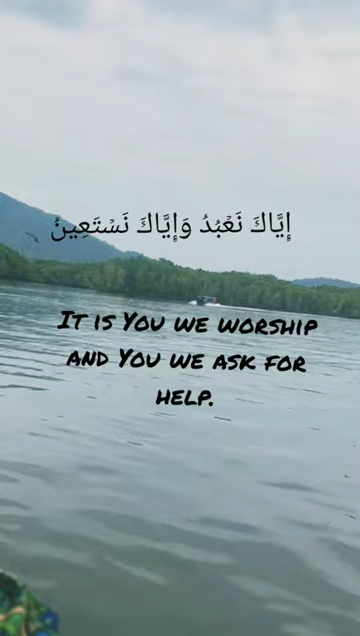 إِيَّاكَ نَعۡبُدُ وَإِيَّاكَ نَسۡتَعِينُ
It is You we worship
and You we ask for
help.